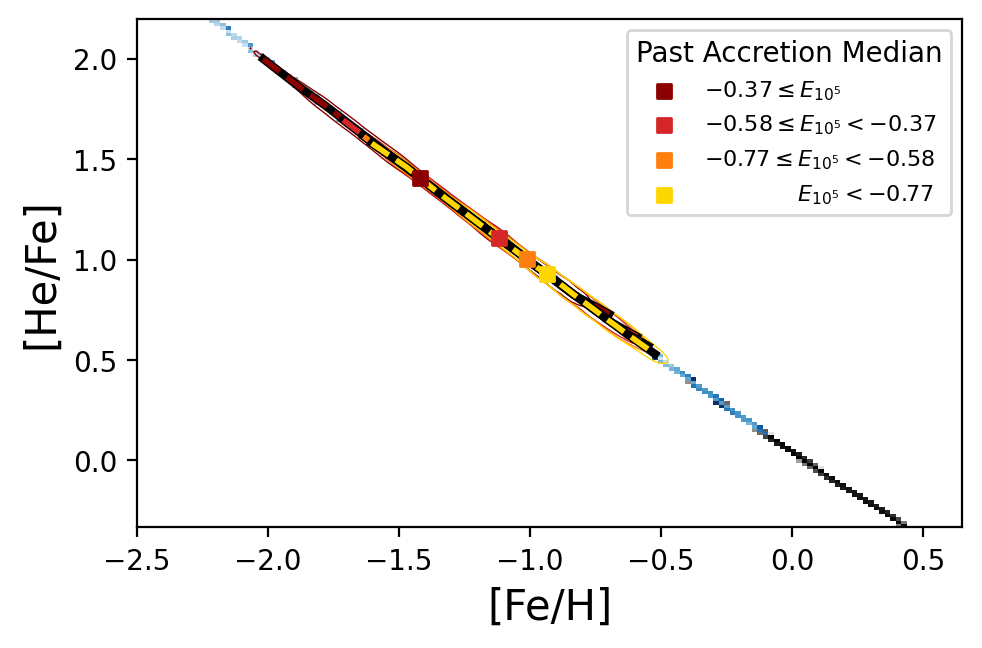 Past Accretion Median
−0.37 ≤ E₁₀⁵
−0.58 ≤ E₁₀⁵ < −0.37
−0.77 ≤ E₁₀⁵ < −0.58
E₁₀⁵ < −0.77
[He/Fe]
2.0
1.5
1.0
0.5
0.0
−2.5 −2.0 −1.5 −1.0 −0.5 0.0 0.5
[Fe/H]